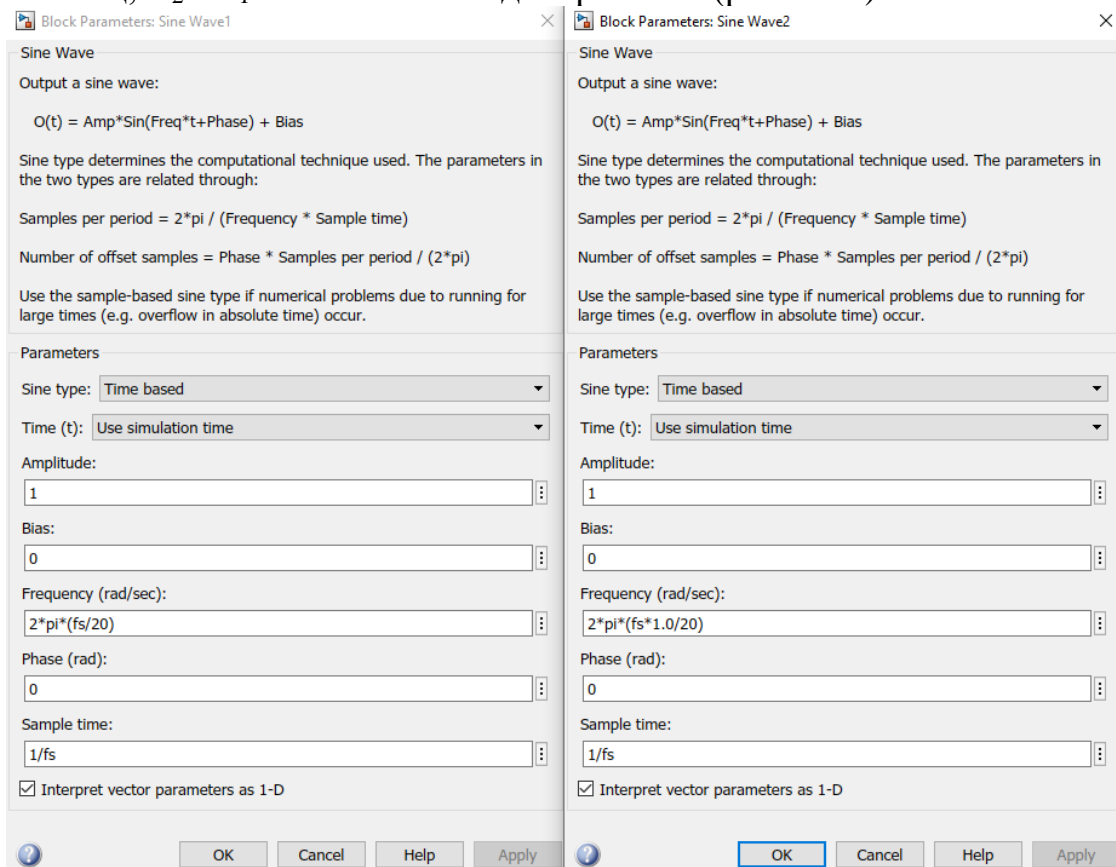 Block Parameters: Sine Wave1
Sine Wave
Output a sine wave:
O(t) = Amp*Sin(Freq*t+Phase) + Bias
Sine type determines the computational technique used. The parameters in
the two types are related through:
Samples per period = 2*pi / (Frequency * Sample time)
Number of offset samples = Phase * Samples per period / (2*pi)
Use the sample-based sine type if numerical problems due to running for
large times (e.g. overflow in absolute time) occur.
Parameters
Sine type: Time based
Time (t): Use simulation time
Amplitude:
1
Bias:
0
Frequency (rad/sec):
2*pi*(fs/20)
Phase (rad):
0
Sample time:
1/fs
Interpret vector parameters as 1-D
OK Cancel Help Apply
Block Parameters: Sine Wave2
Sine Wave
Output a sine wave:
O(t) = Amp*Sin(Freq*t+Phase) + Bias
Sine type determines the computational technique used. The parameters in
the two types are related through:
Samples per period = 2*pi / (Frequency * Sample time)
Number of offset samples = Phase * Samples per period / (2*pi)
Use the sample-based sine type if numerical problems due to running for
large times (e.g. overflow in absolute time) occur.
Parameters
Sine type: Time based
Time (t): Use simulation time
Amplitude:
1
Bias:
0
Frequency (rad/sec):
2*pi*(fs*1.0/20)
Phase (rad):
0
Sample time:
1/fs
Interpret vector parameters as 1-D
OK Cancel Help Apply